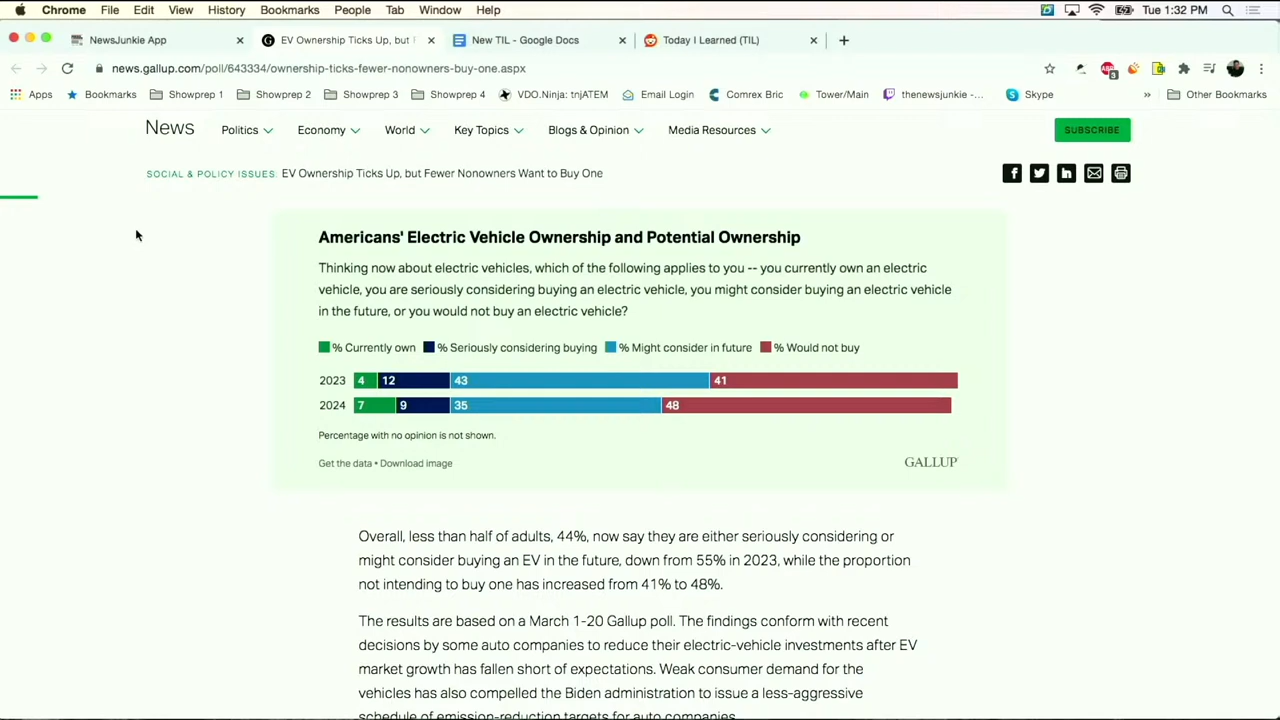 Chrome File Edit View History Bookmarks People Tab Window Help Tue 1:32 PM
NewsJunkie App EV Ownership Ticks Up, but F New TIL - Google Docs Today I Learned (TIL)
news.gallup.com/poll/643334/ownership-ticks-fewer-nonowners-buy-one.aspx
Apps Bookmarks Showprep 1 Showprep 2 Showprep 3 Showprep 4 VDO.Ninja: tnjATEM Email Login Comrex Bric Tower/Main thenewsjunkie -... Skype » Other Bookmarks
News Politics Economy World Key Topics Blogs & Opinion Media Resources SUBSCRIBE
SOCIAL & POLICY ISSUES EV Ownership Ticks Up, but Fewer Nonowners Want to Buy One
Americans' Electric Vehicle Ownership and Potential Ownership
Thinking now about electric vehicles, which of the following applies to you -- you currently own an electric
vehicle, you are seriously considering buying an electric vehicle, you might consider buying an electric vehicle
in the future, or you would not buy an electric vehicle?
% Currently own % Seriously considering buying % Might consider in future % Would not buy
2023 4 12 43 41
2024 7 9 35 48
Percentage with no opinion is not shown.
Get the data • Download image GALLUP
Overall, less than half of adults, 44%, now say they are either seriously considering or
might consider buying an EV in the future, down from 55% in 2023, while the proportion
not intending to buy one has increased from 41% to 48%.
The results are based on a March 1-20 Gallup poll. The findings conform with recent
decisions by some auto companies to reduce their electric-vehicle investments after EV
market growth has fallen short of expectations. Weak consumer demand for the
vehicles has also compelled the Biden administration to issue a less-aggressive
schedule of emission-reduction targets for auto companies.